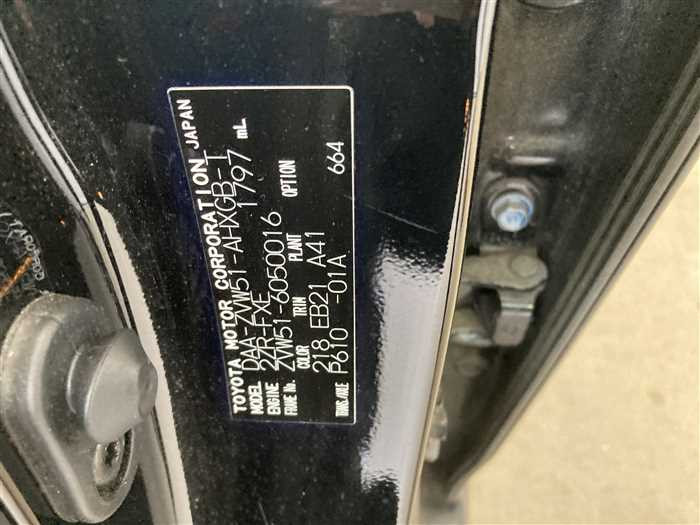 TOYOTA MOTOR CORPORATION JAPAN
MODEL DAA-ZVW51-AHXGB-T
ENGINE 2ZR-FXE 1797 mL
FRAME No. ZVW51-6050016
COLOR TRIM PLANT OPTION
218 EB21 A41
TRANS./AXLE P610 -01A 664